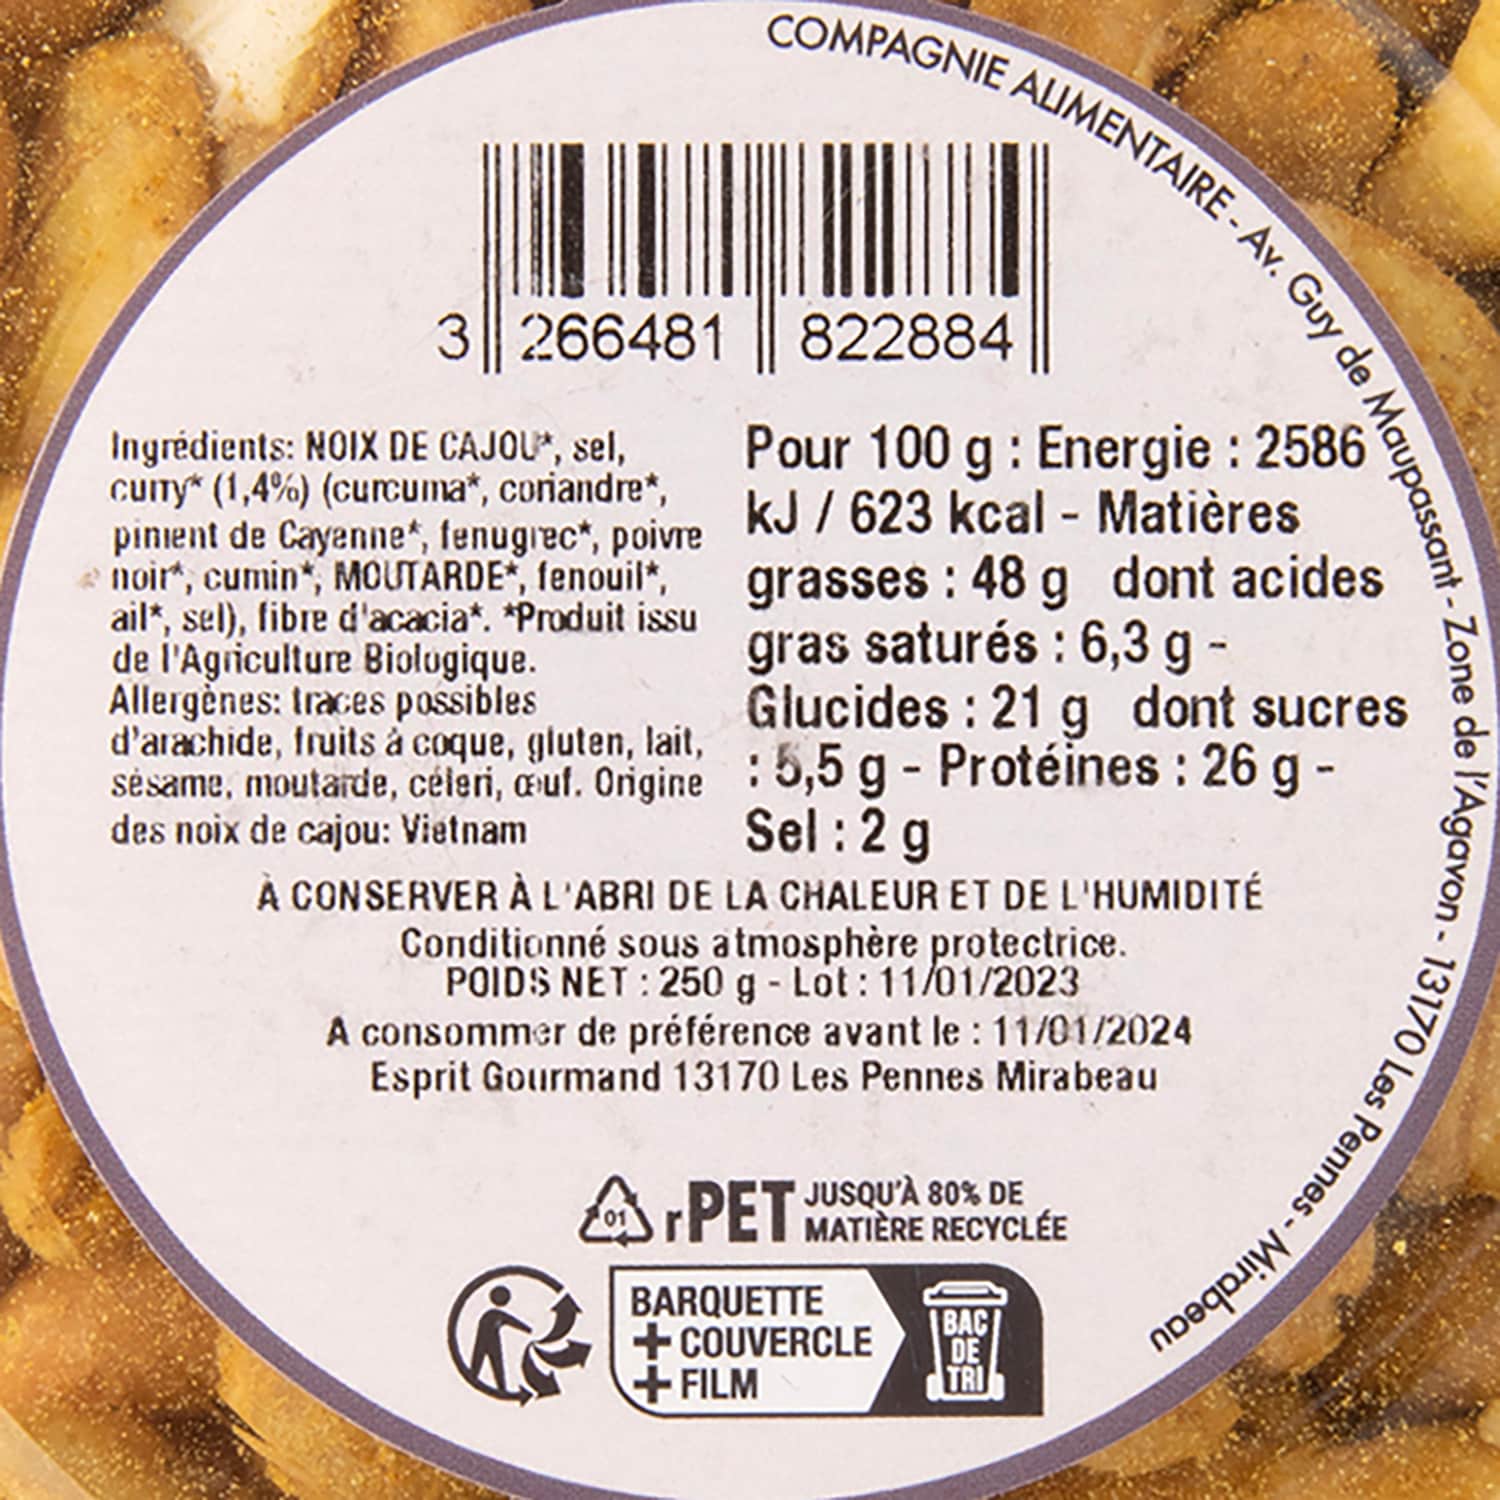 COMPAGNIE ALIMENTAIRE - Av. Guy de Maupassant - Zone de l'Agavon - 13170 Les Pennes - Mirabeau
3 266481 822884
Ingrédients: NOIX DE CAJOU*, sel,
curry* (1,4%) (curcuma*, coriandre*,
piment de Cayenne*, fenugrec*, poivre
noir*, cumin*, MOUTARDE*, fenouil*,
ail*, sel), fibre d'acacia*. *Produit issu
de l'Agriculture Biologique.
Allergènes: traces possibles
d'arachide, fruits à coque, gluten, lait,
sésame, moutarde, céleri, œuf. Origine
des noix de cajou: Vietnam
Pour 100 g : Energie : 2586
kJ / 623 kcal - Matières
grasses : 48 g dont acides
gras saturés : 6,3 g -
Glucides : 21 g dont sucres
: 5,5 g - Protéines : 26 g -
Sel : 2 g
À CONSERVER À L'ABRI DE LA CHALEUR ET DE L'HUMIDITÉ
Conditionné sous atmosphère protectrice.
POIDS NET : 250 g - Lot : 11/01/2023
A consommer de préférence avant le : 11/01/2024
Esprit Gourmand 13170 Les Pennes Mirabeau
01 rPET JUSQU'À 80% DE
MATIÈRE RECYCLÉE
BARQUETTE
+ COUVERCLE
+ FILM
BAC
DE
TRI